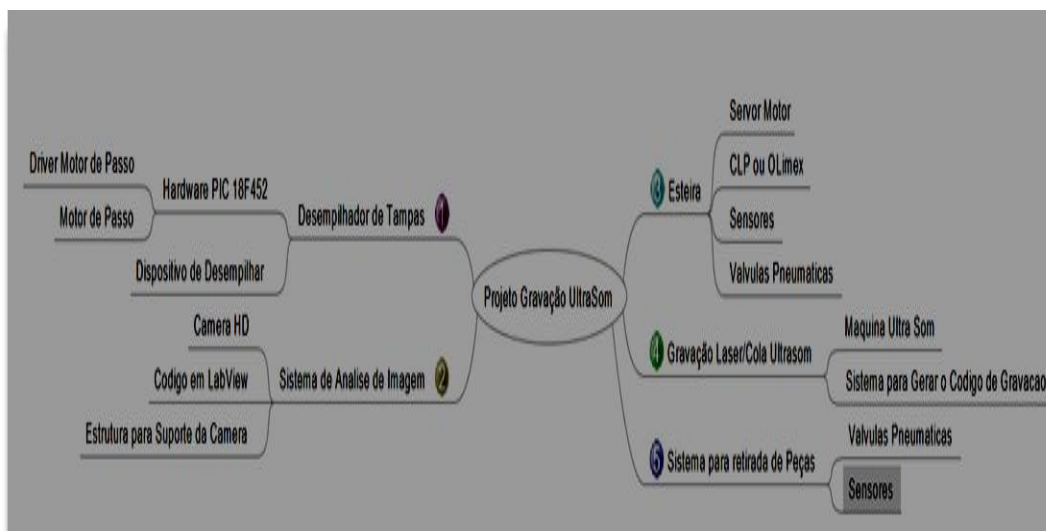 Projeto Gravação UltraSom
1 Desempilhador de Tampas
Hardware PIC 18F452
Driver Motor de Passo
Motor de Passo
Dispositivo de Desempilhar
2 Sistema de Analise de Imagem
Camera HD
Codigo em LabView
Estrutura para Suporte da Camera
3 Esteira
Servor Motor
CLP ou OLimex
Sensores
Valvulas Pneumaticas
4 Gravação Laser/Cola Ultrasom
Maquina Ultra Som
Sistema para Gerar o Codigo de Gravacao
5 Sistema para retirada de Peças
Valvulas Pneumaticas
Sensores